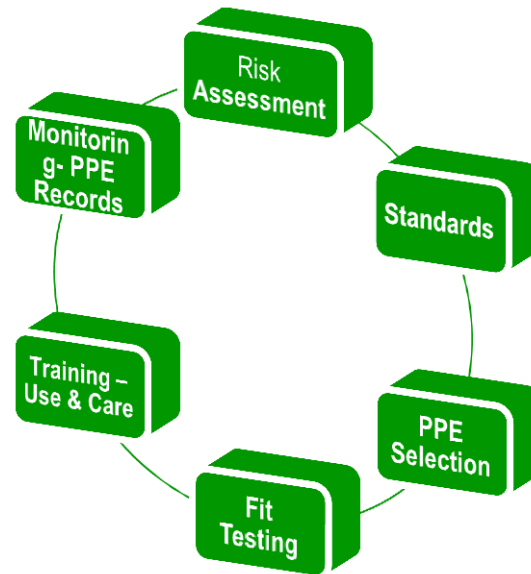 Risk
Assessment
Standards
PPE
Selection
Fit
Testing
Training –
Use & Care
Monitorin
g- PPE
Records